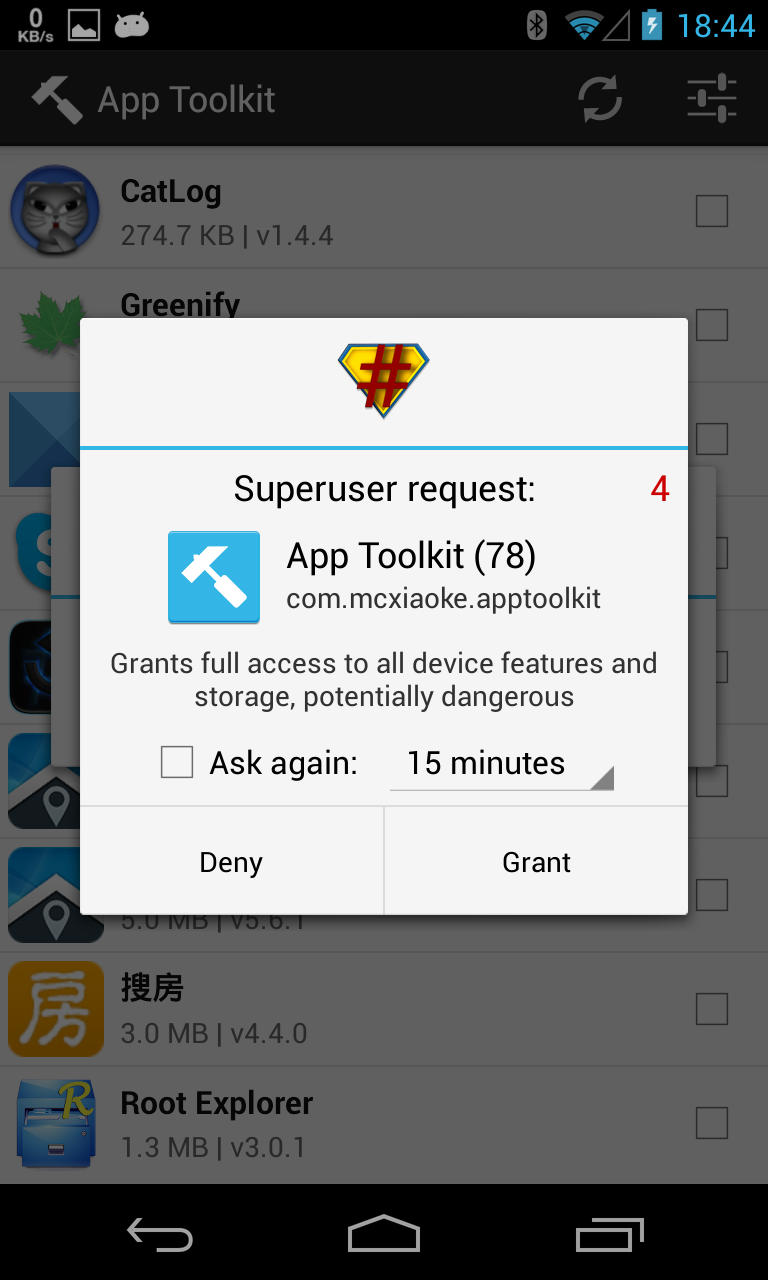 0
KB/s
18:44
App Toolkit
CatLog
274.7 KB | v1.4.4
Greenify
#
Superuser request:
4
App Toolkit (78)
com.mcxiaoke.apptoolkit
Grants full access to all device features and
storage, potentially dangerous
Ask again:
15 minutes
Deny
Grant
5.0 MB | v5.6.1
房
搜房
3.0 MB | v4.4.0
R
Root Explorer
1.3 MB | v3.0.1